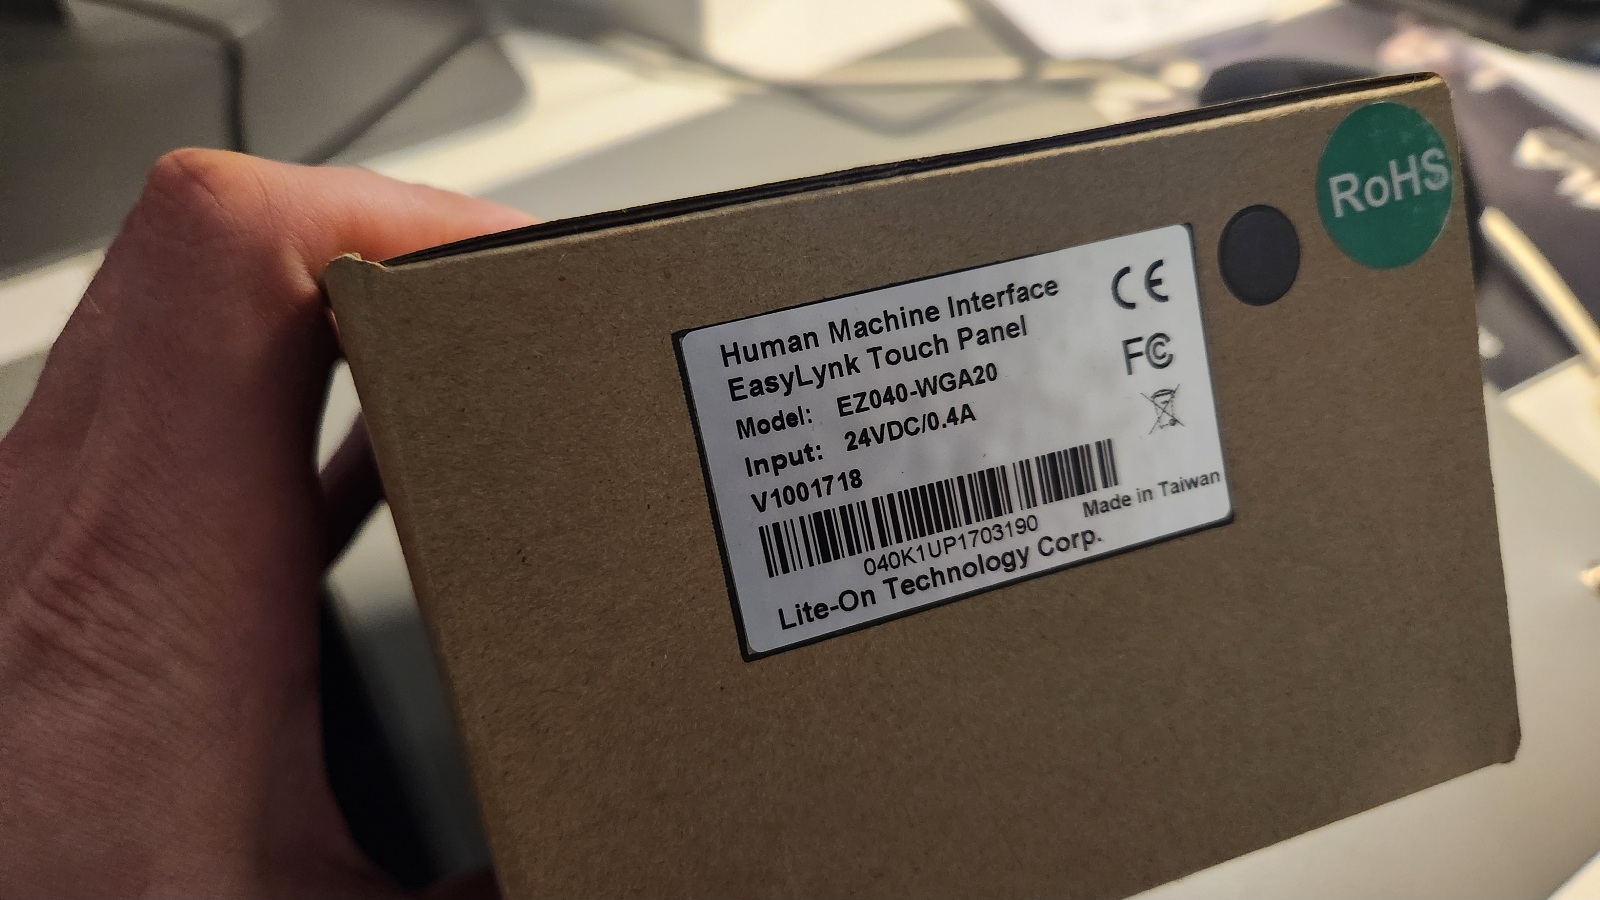 RoHS
Human Machine Interface
EasyLynk Touch Panel
Model: EZ040-WGA20
Input: 24VDC/0.4A
V1001718
CE
FC
040K1UP1703190
Made in Taiwan
Lite-On Technology Corp.